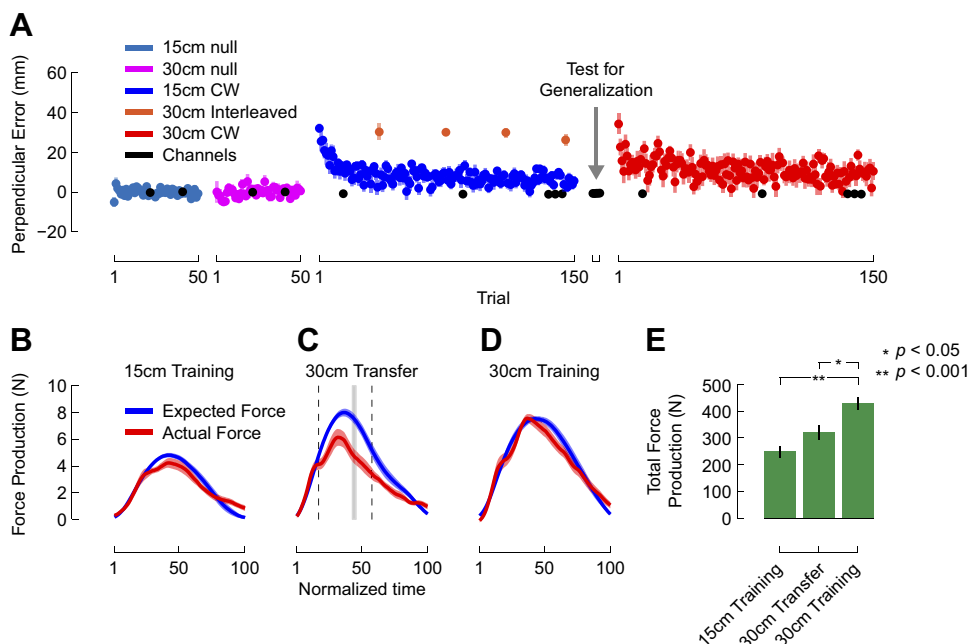 A
15cm null
30cm null
15cm CW
30cm Interleaved
30cm CW
Channels
Test for
Generalization
Perpendicular Error (mm)
60
40
20
0
−20
1 50 1 50 1 150 1 150
Trial
B C D E
15cm Training 30cm Transfer 30cm Training
Expected Force
Actual Force
Force Production (N)
10
8
6
4
2
0
1 50 100 1 50 100 1 50 100
Normalized time
* p < 0.05
** p < 0.001
*
**
Total Force
Production (N)
500
400
300
200
100
0
15cm Training
30cm Transfer
30cm Training